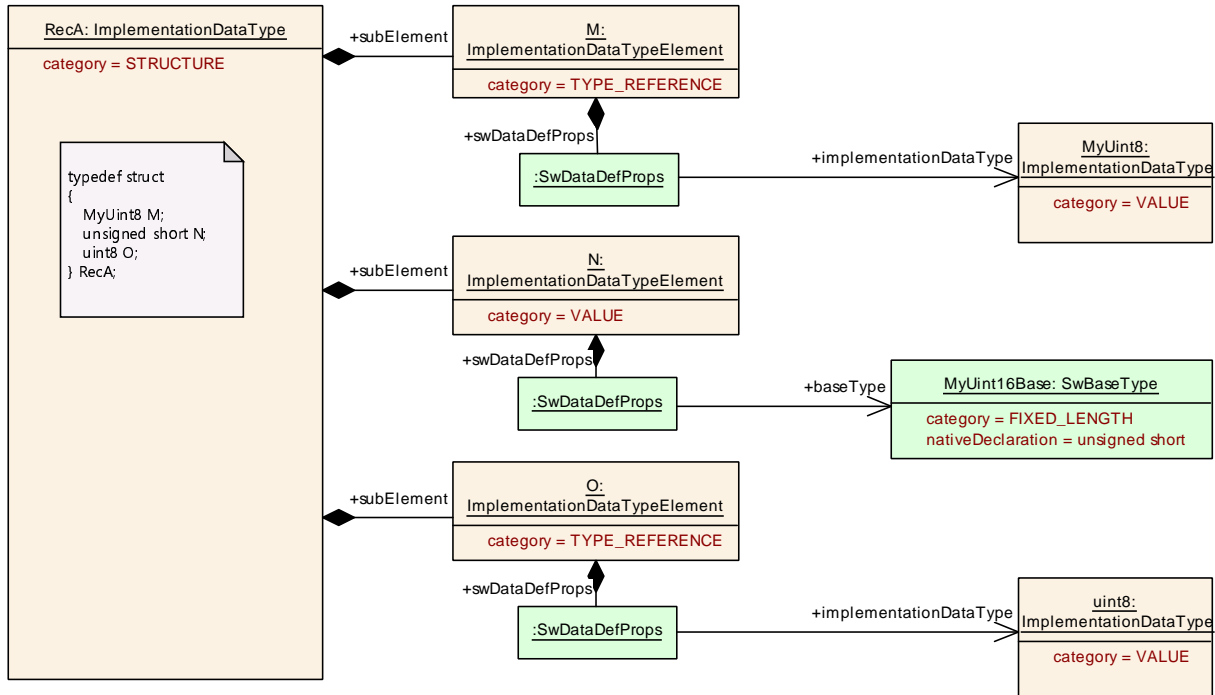 RecA: ImplementationDataType
category = STRUCTURE
typedef struct
{
MyUint8 M;
unsigned short N;
uint8 O;
} RecA;
+subElement
M:
ImplementationDataTypeElement
category = TYPE_REFERENCE
+swDataDefProps
:SwDataDefProps
+implementationDataType
MyUint8:
ImplementationDataType
category = VALUE
+subElement
N:
ImplementationDataTypeElement
category = VALUE
+swDataDefProps
:SwDataDefProps
+baseType
MyUint16Base: SwBaseType
category = FIXED_LENGTH
nativeDeclaration = unsigned short
+subElement
O:
ImplementationDataTypeElement
category = TYPE_REFERENCE
+swDataDefProps
:SwDataDefProps
+implementationDataType
uint8:
ImplementationDataType
category = VALUE